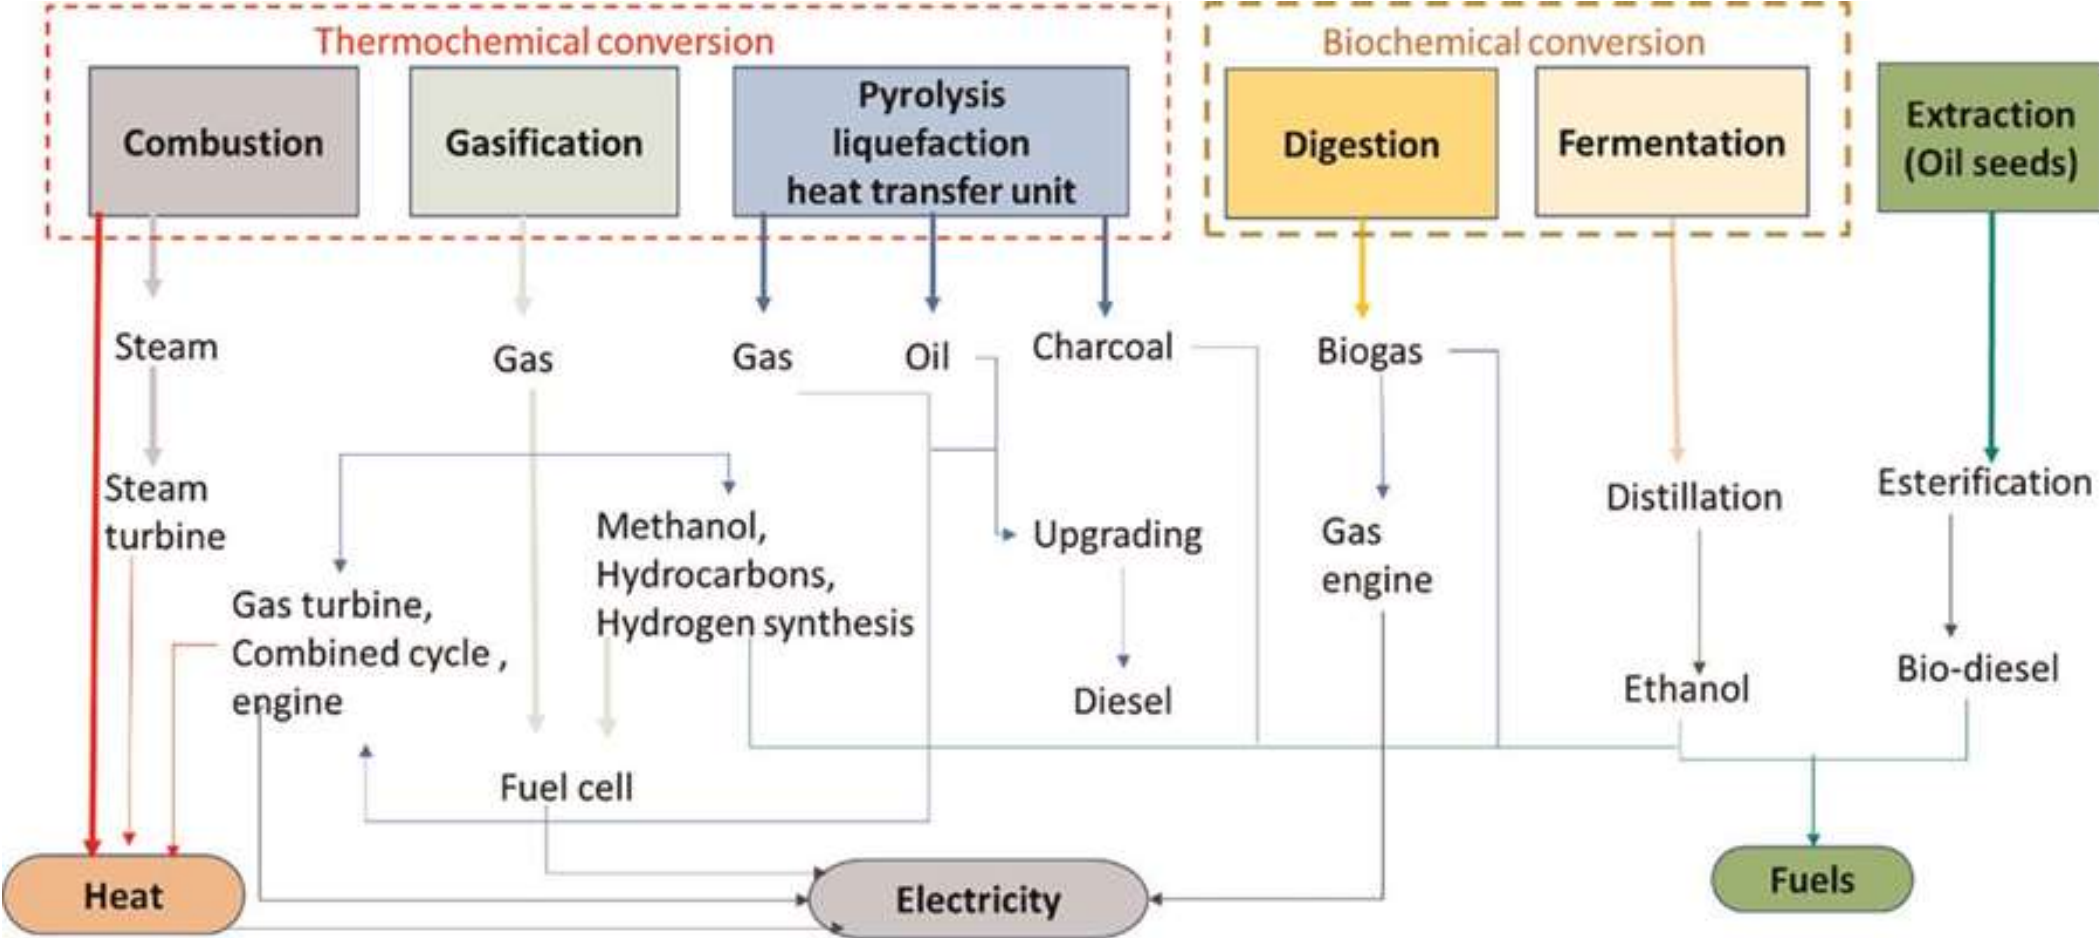 Thermochemical conversion
Biochemical conversion
Combustion
Gasification
Pyrolysis
liquefaction
heat transfer unit
Digestion
Fermentation
Extraction
(Oil seeds)
Steam
Gas
Gas
Oil
Charcoal
Biogas
Steam
turbine
Methanol,
Hydrocarbons,
Hydrogen synthesis
Upgrading
Gas
engine
Distillation
Esterification
Gas turbine,
Combined cycle ,
engine
Diesel
Ethanol
Bio-diesel
Fuel cell
Heat
Electricity
Fuels